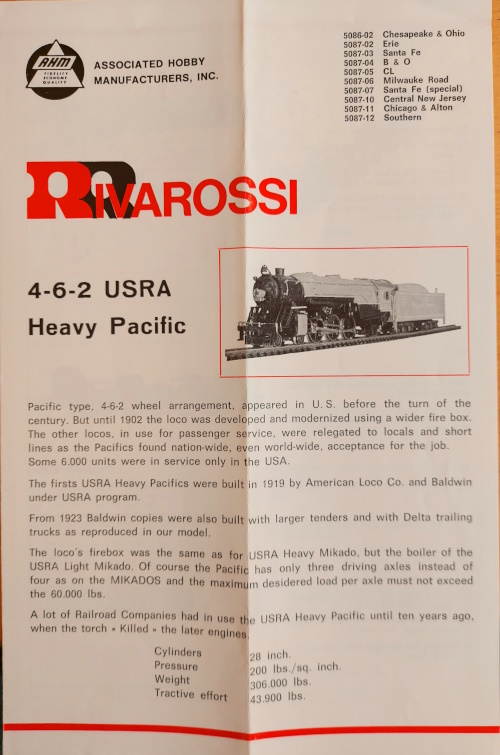 AHM
FIDELITY
ECONOMY
QUALITY
ASSOCIATED HOBBY
MANUFACTURERS, INC.
5086-02 Chesapeake & Ohio
5087-02 Erie
5087-03 Santa Fe
5087-04 B & O
5087-05 CL
5087-06 Milwauke Road
5087-07 Santa Fe (special)
5087-10 Central New Jersey
5087-11 Chicago & Alton
5087-12 Southern
RIVAROSSI
4-6-2 USRA
Heavy Pacific
Pacific type, 4-6-2 wheel arrangement, appeared in U.S. before the turn of the
century. But until 1902 the loco was developed and modernized using a wider fire box.
The other locos, in use for passenger service, were relegated to locals and short
lines as the Pacifics found nation-wide, even world-wide, acceptance for the job.
Some 6.000 units were in service only in the USA.
The firsts USRA Heavy Pacifics were built in 1919 by American Loco Co. and Baldwin
under USRA program.
From 1923 Baldwin copies were also built with larger tenders and with Delta trailing
trucks as reproduced in our model.
The loco's firebox was the same as for USRA Heavy Mikado, but the boiler of the
USRA Light Mikado. Of course the Pacific has only three driving axles instead of
four as on the MIKADOS and the maximum desidered load per axle must not exceed
the 60.000 lbs.
A lot of Railroad Companies had in use the USRA Heavy Pacific until ten years ago,
when the torch « Killed » the later engines.
Cylinders 28 inch.
Pressure 200 lbs./sq. inch.
Weight 306.000 lbs.
Tractive effort 43.900 lbs.